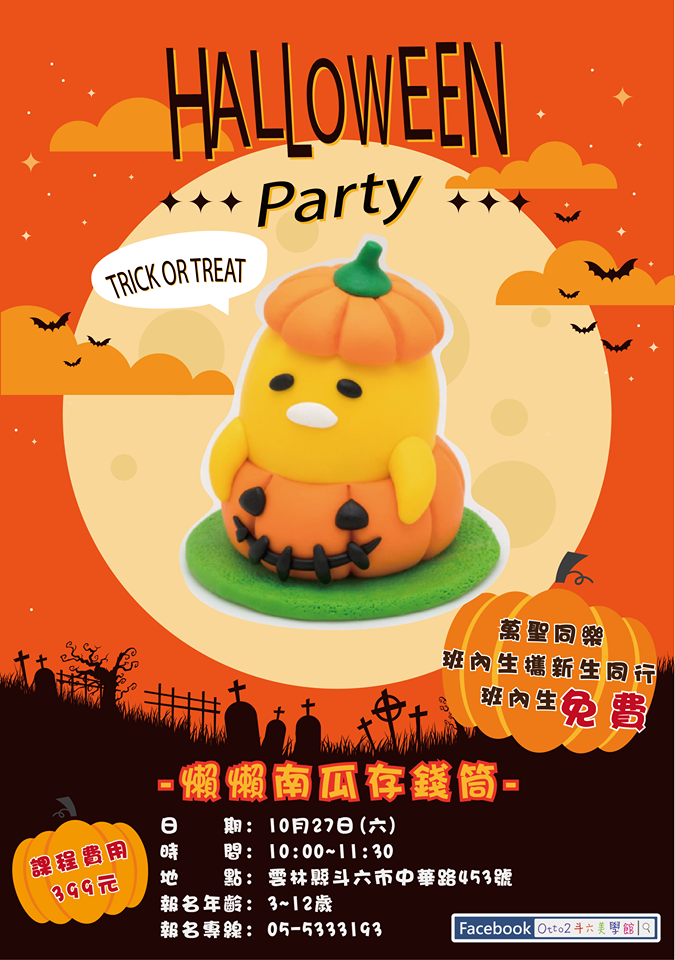 HALLOWEEN
Party
TRICK OR TREAT
萬聖同樂
班內生攜新生同行
班內生免費
-懶懶南瓜存錢筒-
課程費用
399元
日　　期: 10月27日(六)
時　　間: 10:00~11:30
地　　點: 雲林縣斗六市中華路453號
報名年齡: 3~12歲
報名專線: 05-5333193
Facebook Otto2斗六美學館